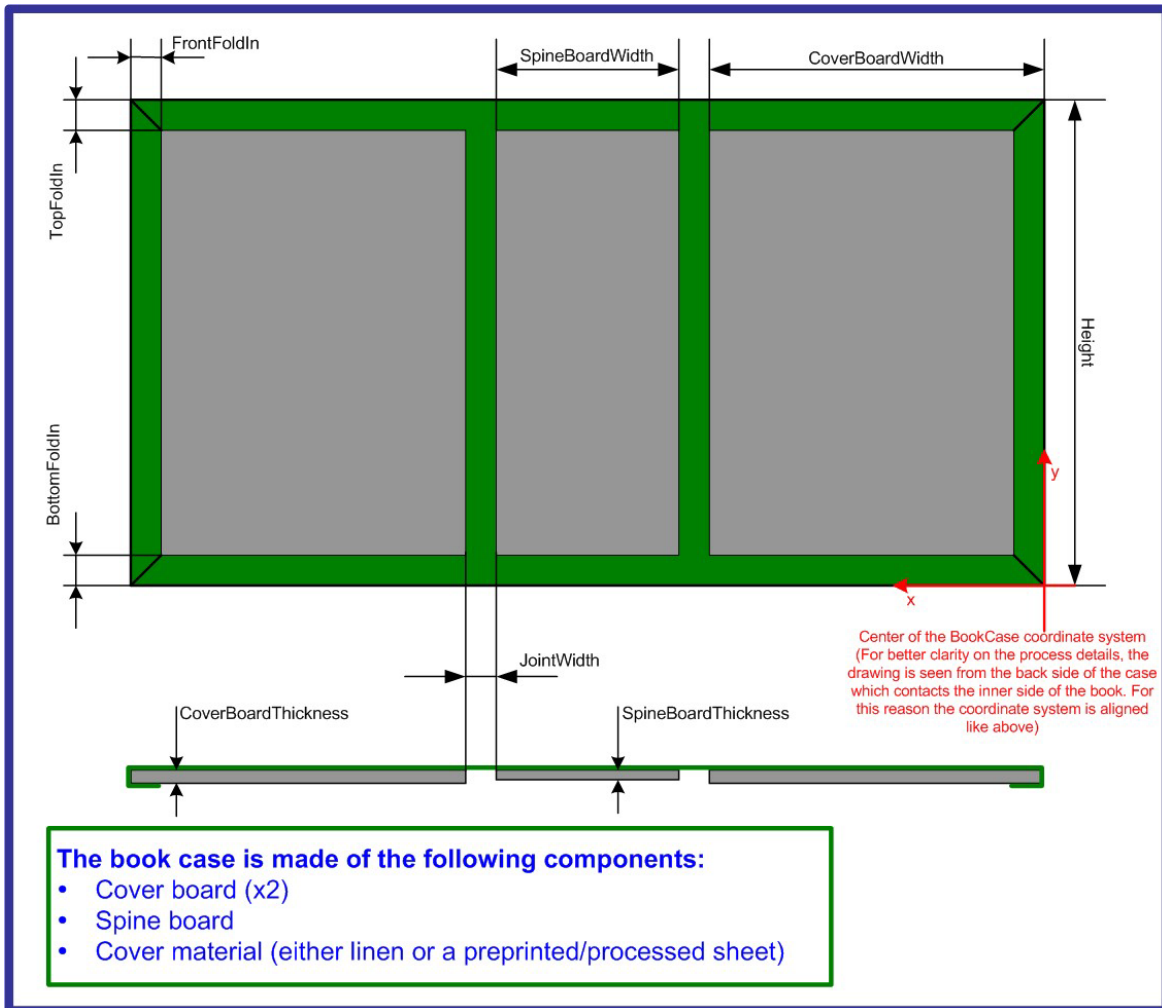 FrontFoldIn
SpineBoardWidth
CoverBoardWidth
TopFoldIn
Height
BottomFoldIn
y
x
Center of the BookCase coordinate system
(For better clarity on the process details, the
drawing is seen from the back side of the case
which contacts the inner side of the book. For
this reason the coordinate system is aligned
like above)
JointWidth
CoverBoardThickness
SpineBoardThickness
The book case is made of the following components:
• Cover board (x2)
• Spine board
• Cover material (either linen or a preprinted/processed sheet)